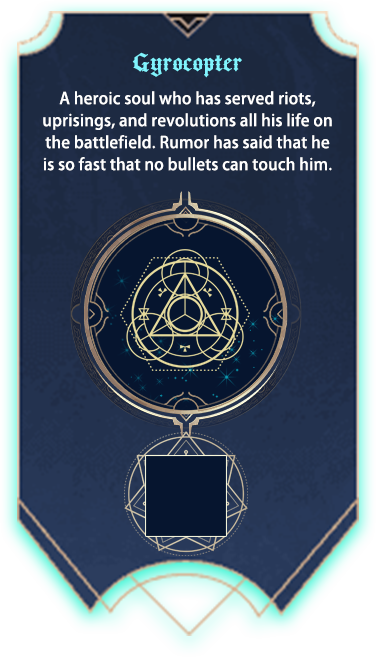 Gyrocopter
A heroic soul who has served riots,
uprisings, and revolutions all his life on
the battlefield. Rumor has said that he
is so fast that no bullets can touch him.